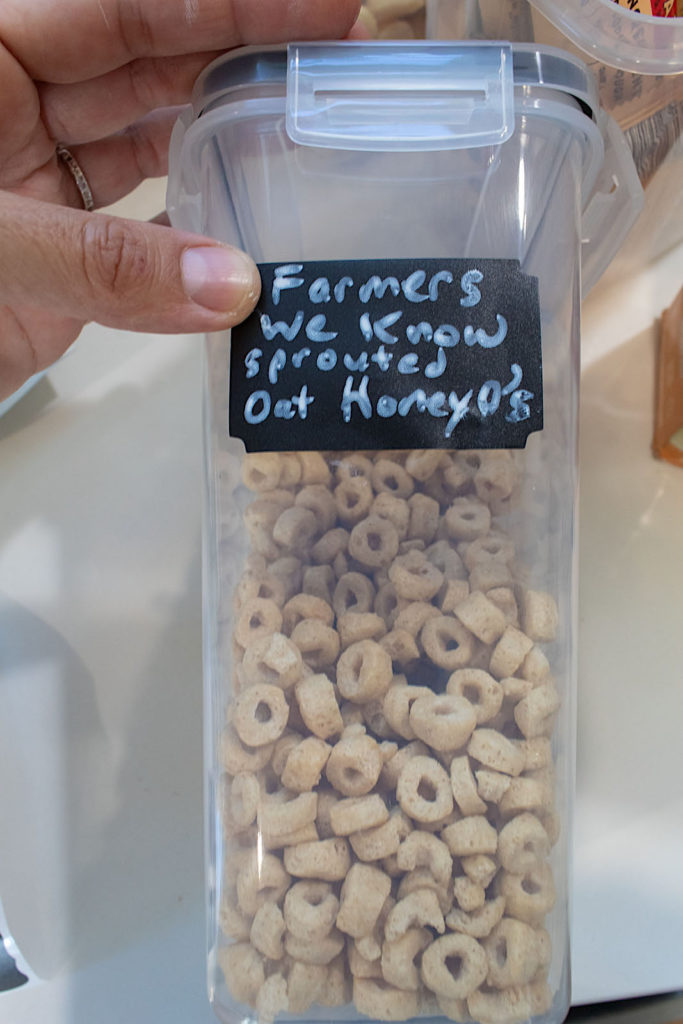 Farmers
We Know
sprouted
Oat HoneyO's